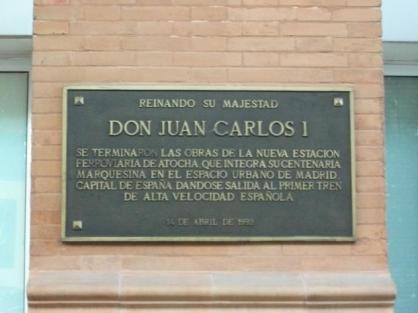 REINANDO SU MAJESTAD
DON JUAN CARLOS I
SE TERMINARON LAS OBRAS DE LA NUEVA ESTACION
FERROVIARIA DE ATOCHA, QUE INTEGRA SU CENTENARIA
MARQUESINA EN EL ESPACIO URBANO DE MADRID,
CAPITAL DE ESPAÑA, DANDOSE SALIDA AL PRIMER TREN
DE ALTA VELOCIDAD ESPAÑOLA
14 DE ABRIL DE 1992